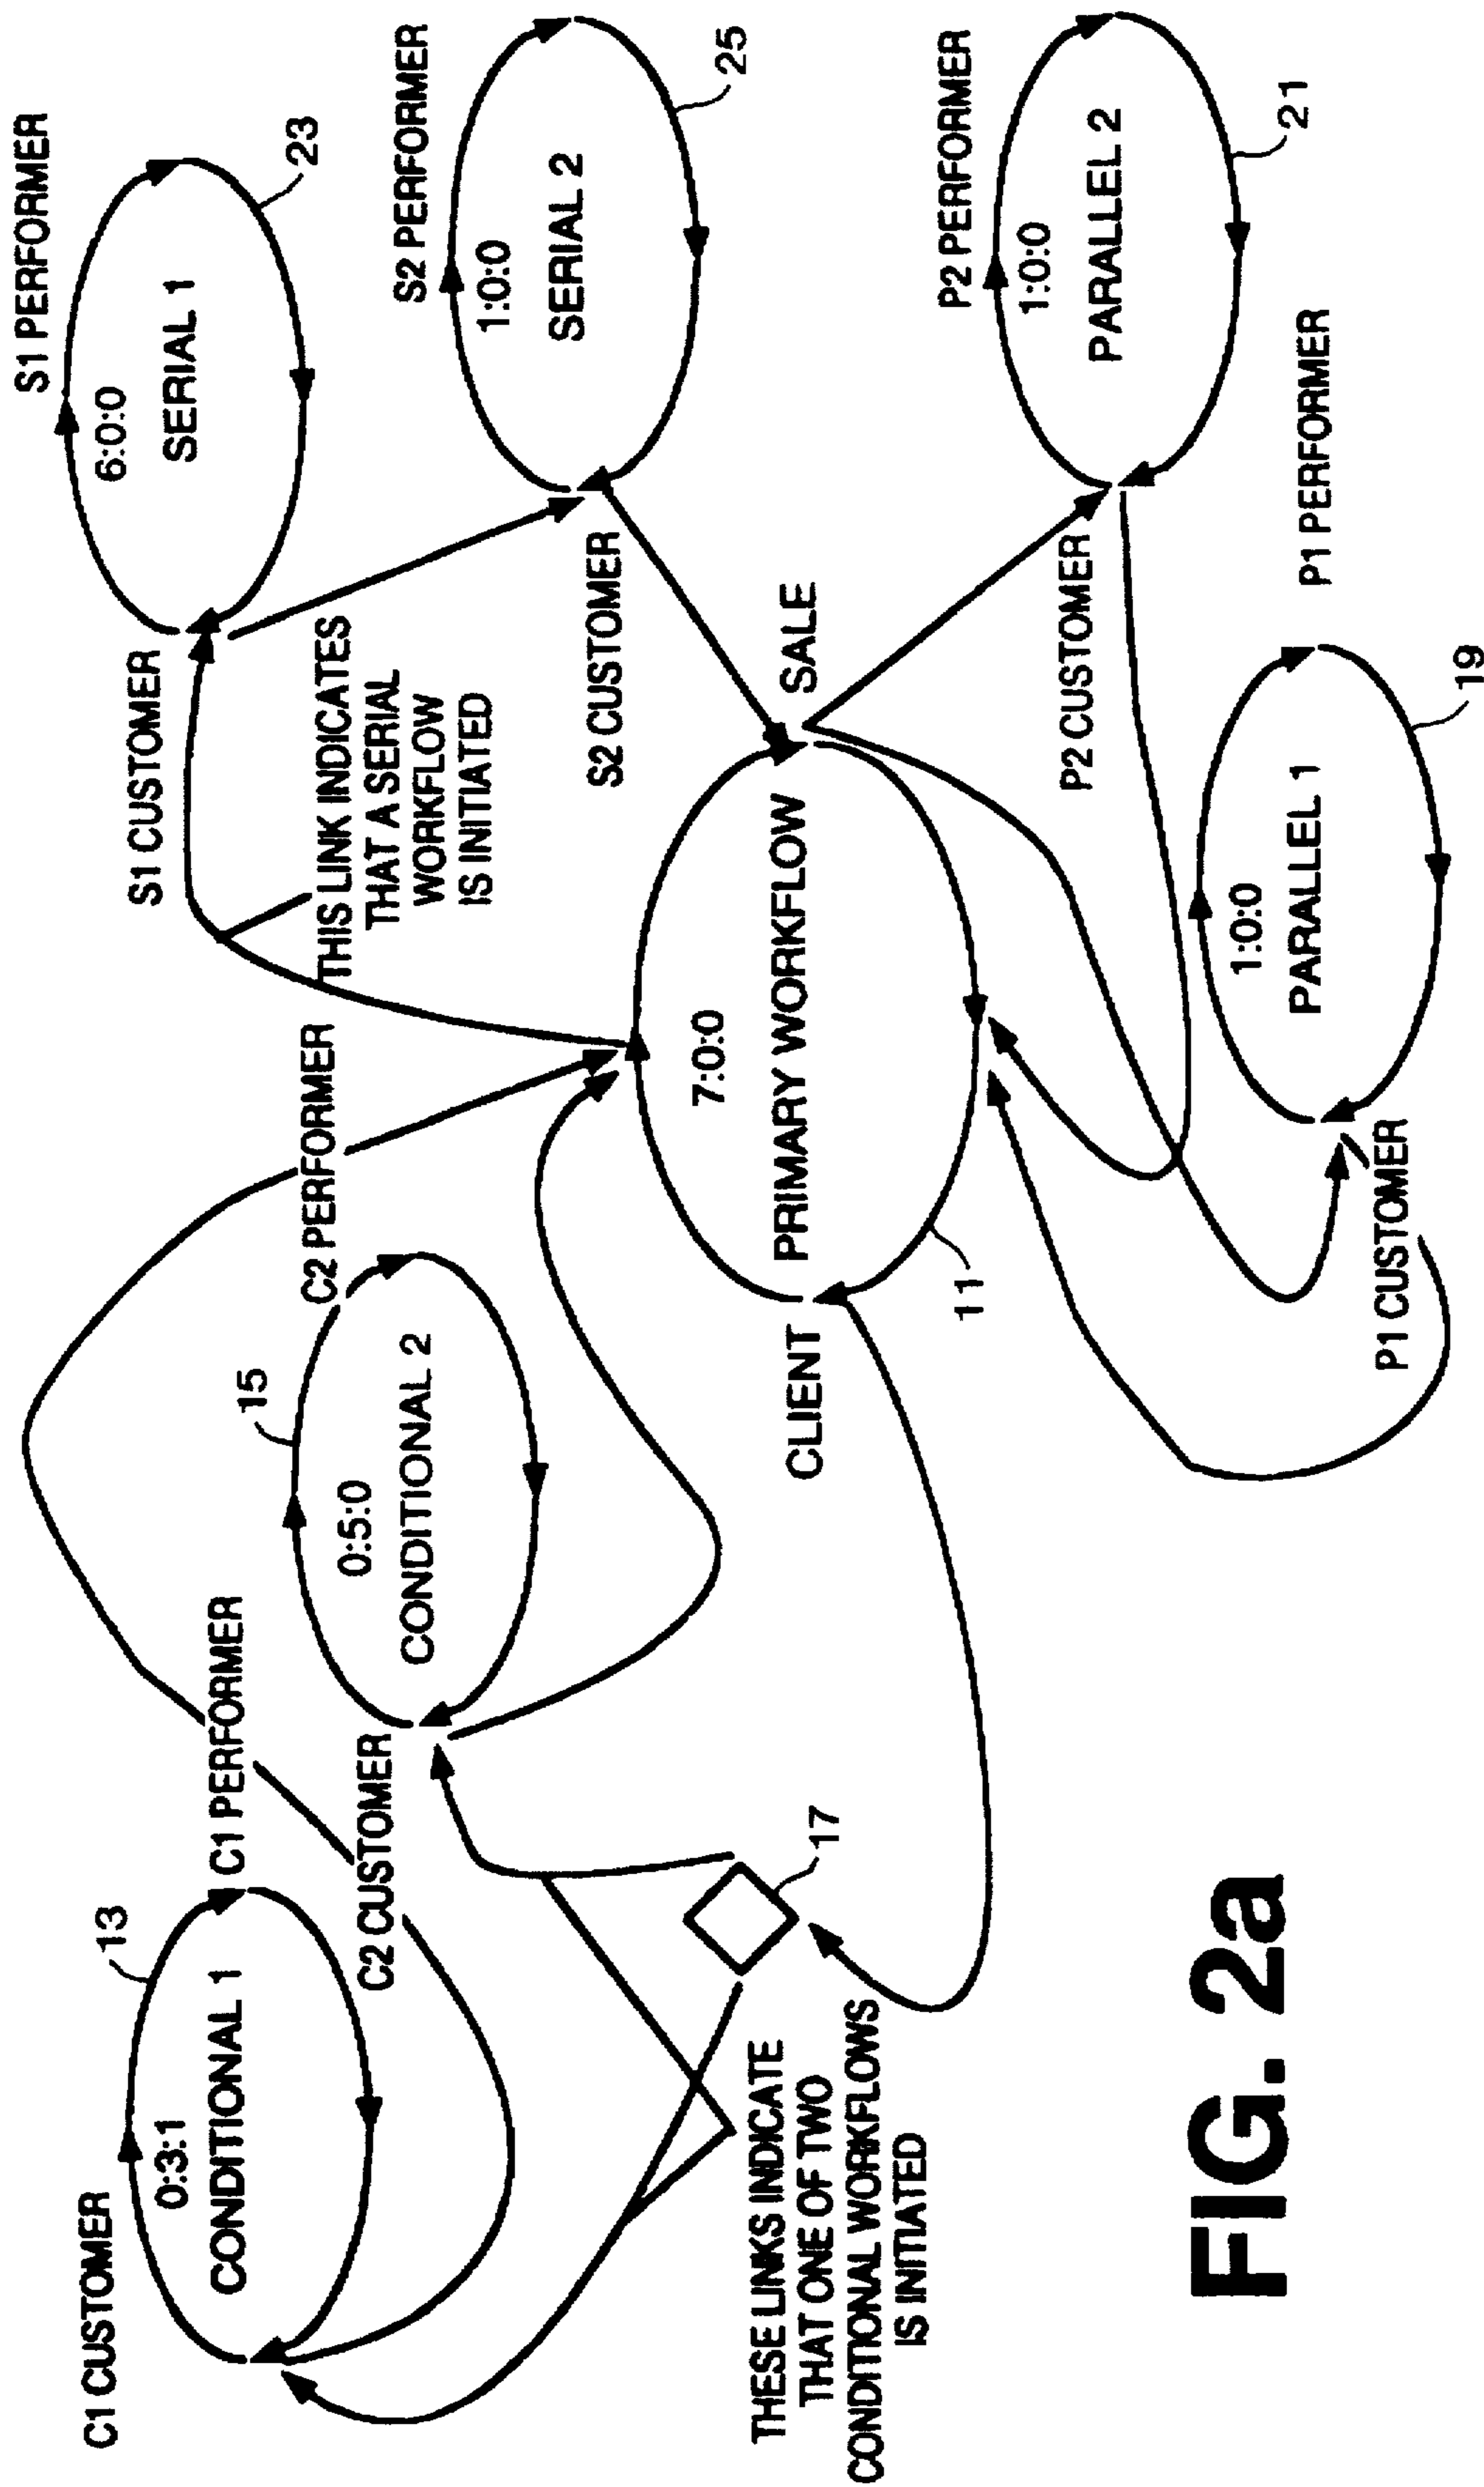 C1 CUSTOMER
13
0:3:1
CONDITIONAL 1
C1 PERFORMER
C2 CUSTOMER
15
0:5:0
CONDITIONAL 2
C2 PERFORMER
S1 CUSTOMER
S1 PERFORMER
6:0:0
SERIAL 1
23
THIS LINK INDICATES
THAT A SERIAL
WORKFLOW
IS INITIATED
S2 PERFORMER
1:0:0
SERIAL 2
25
S2 CUSTOMER
17
THESE LINKS INDICATE
THAT ONE OF TWO
CONDITIONAL WORKFLOWS
IS INITIATED
CLIENT
7:0:0
PRIMARY WORKFLOW
SALE
11
P2 PERFORMER
1:0:0
PARALLEL 2
21
P2 CUSTOMER
P1 PERFORMER
1:0:0
PARALLEL 1
19
P1 CUSTOMER
FIG. 2a